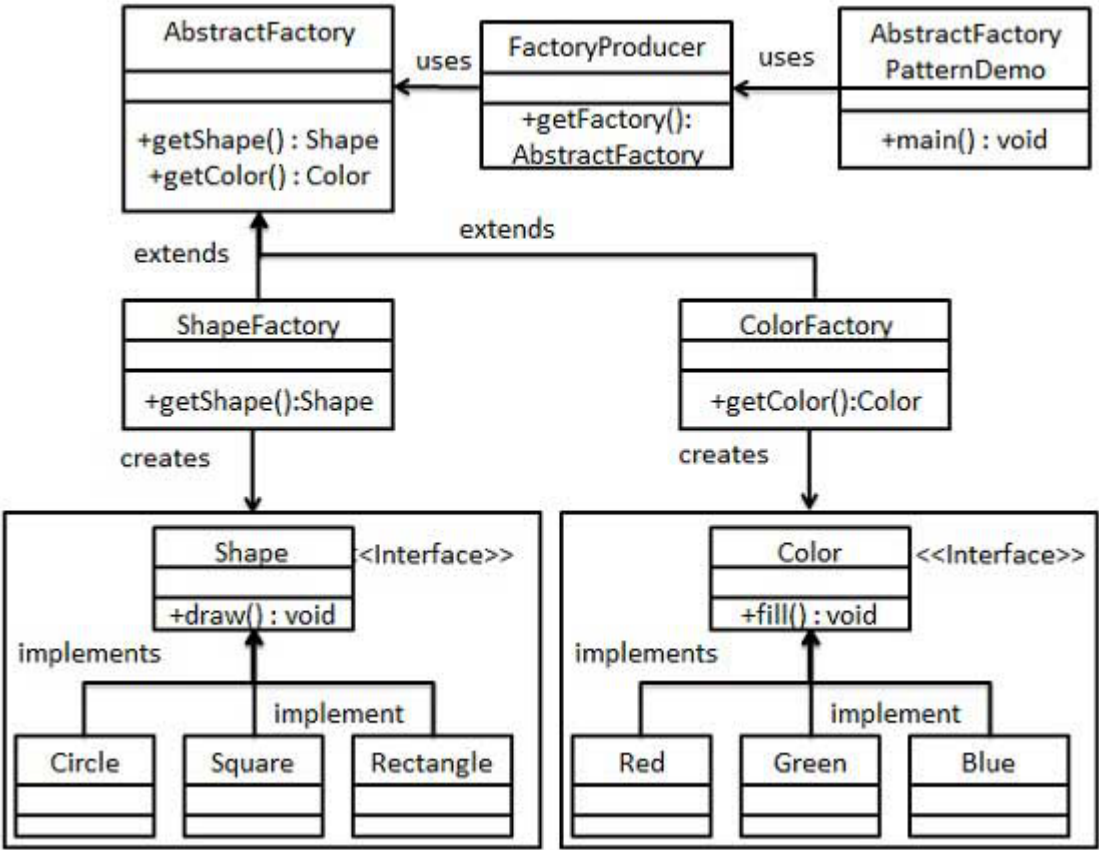 AbstractFactory
+getShape() : Shape
+getColor() : Color
uses
FactoryProducer
+getFactory():
AbstractFactory
uses
AbstractFactory
PatternDemo
+main() : void
extends
extends
ShapeFactory
+getShape():Shape
ColorFactory
+getColor():Color
creates
creates
Shape
<<Interface>>
+draw() : void
implements
implement
Circle
Square
Rectangle
Color
<<Interface>>
+fill() : void
implements
implement
Red
Green
Blue